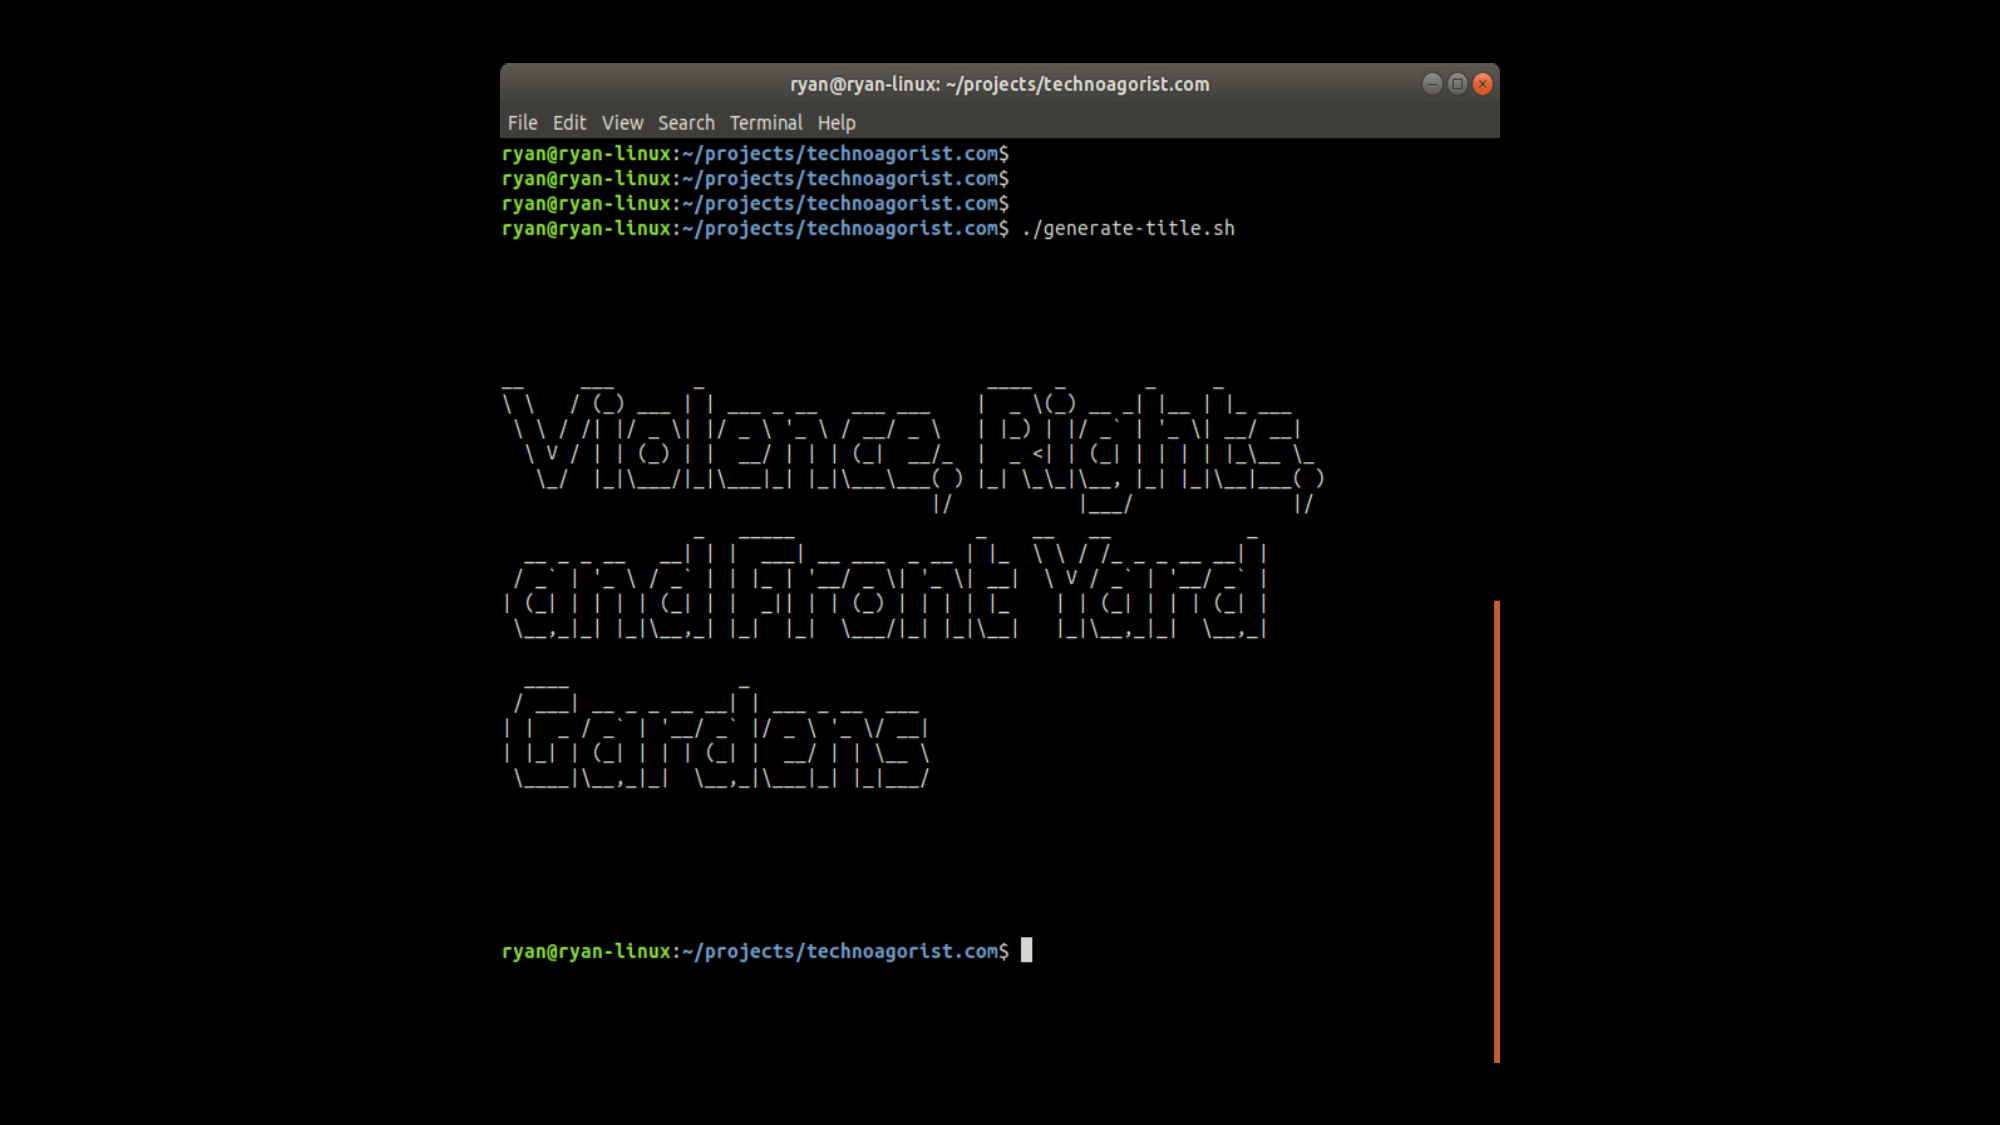 ryan@ryan-linux: ~/projects/technoagorist.com
File Edit View Search Terminal Help
ryan@ryan-linux:~/projects/technoagorist.com$
ryan@ryan-linux:~/projects/technoagorist.com$
ryan@ryan-linux:~/projects/technoagorist.com$
ryan@ryan-linux:~/projects/technoagorist.com$ ./generate-title.sh
Violence, Rights,
and Front Yard
Gardens
ryan@ryan-linux:~/projects/technoagorist.com$